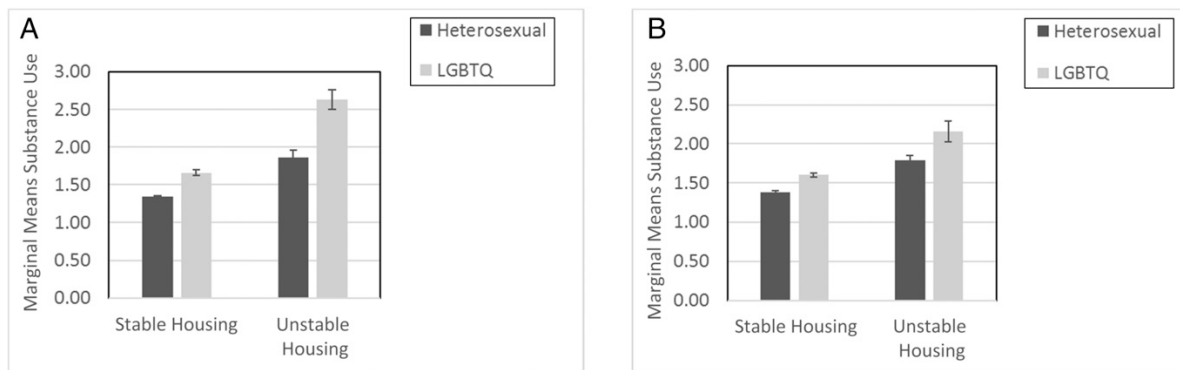 A
Heterosexual
LGBTQ
Marginal Means Substance Use
3.00
2.50
2.00
1.50
1.00
0.50
0.00
Stable Housing
Unstable
Housing
B
Heterosexual
LGBTQ
Marginal Means Substance Use
3.00
2.50
2.00
1.50
1.00
0.50
0.00
Stable Housing
Unstable
Housing